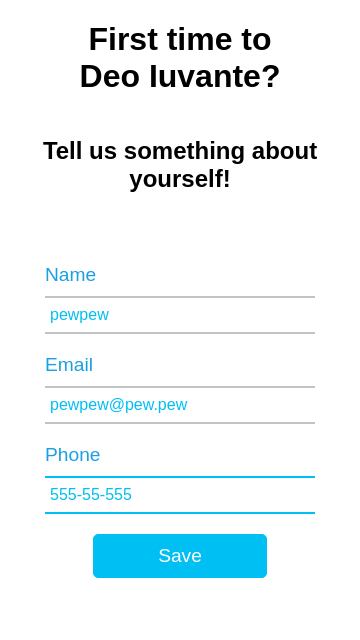 First time to
Deo Iuvante?
Tell us something about
yourself!
Name
pewpew
Email
pewpew@pew.pew
Phone
555-55-555
Save